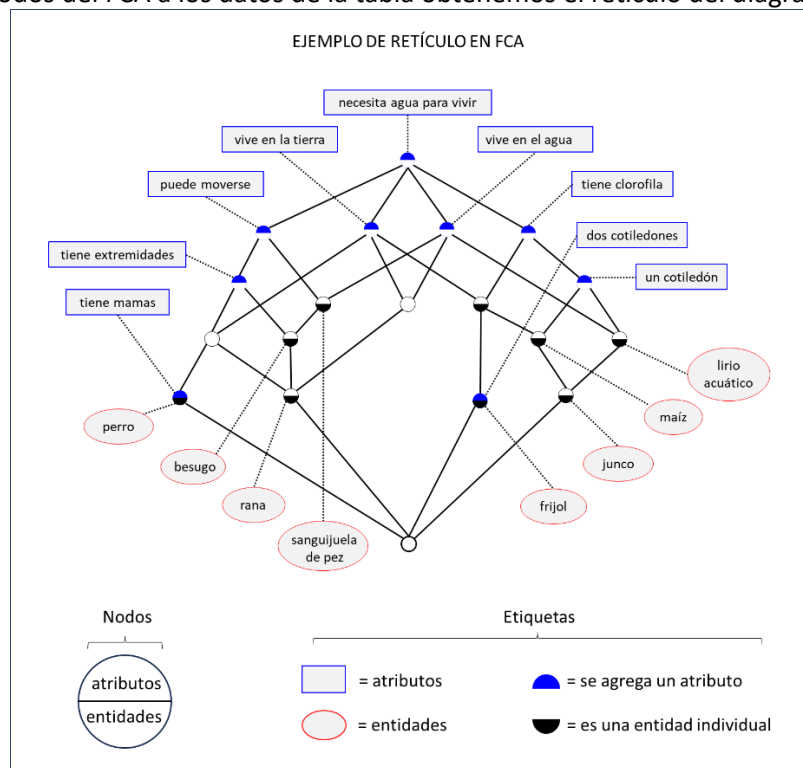 odos del FCA a los datos de la tabla obtenemos el retículo del diagra
EJEMPLO DE RETÍCULO EN FCA
necesita agua para vivir
vive en la tierra
vive en el agua
puede moverse
tiene clorofila
dos cotiledones
tiene extremidades
un cotiledón
tiene mamas
lirio
acuático
perro
maíz
besugo
junco
rana
frijol
sanguijuela
de pez
Nodos
Etiquetas
atributos
entidades
= atributos
= se agrega un atributo
= entidades
= es una entidad individual